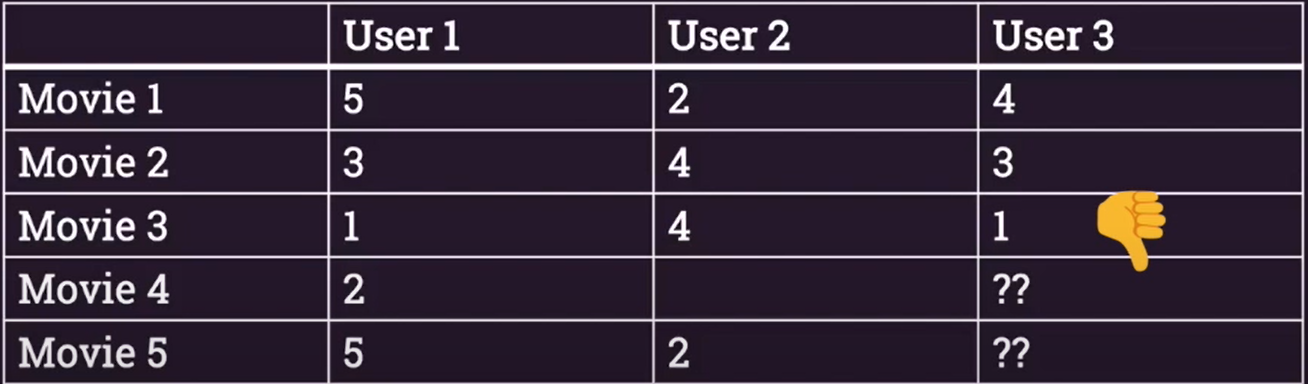 User 1 User 2 User 3
Movie 1 5 2 4
Movie 2 3 4 3
Movie 3 1 4 1
Movie 4 2 ??
Movie 5 5 2 ??